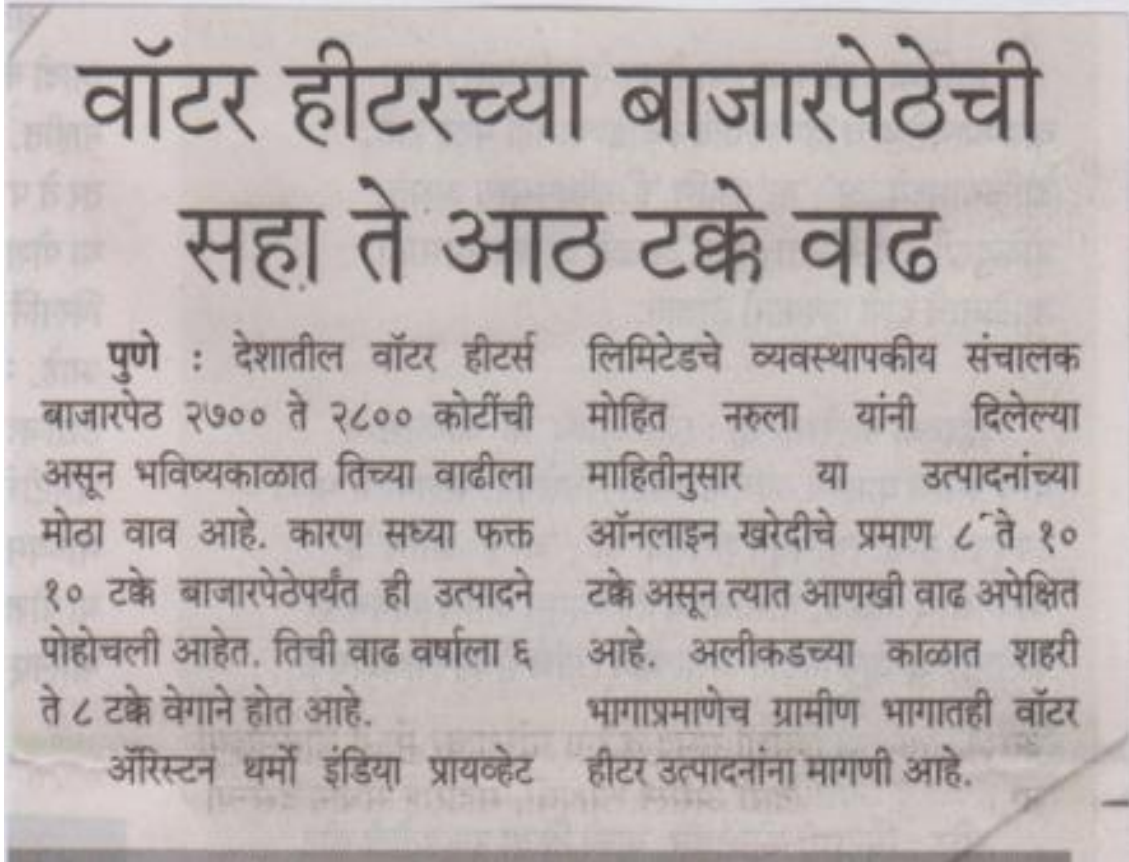 वॉटर हीटरच्या बाजारपेठेची
सहा ते आठ टक्के वाढ
पुणे : देशातील वॉटर हीटर्स
बाजारपेठ २७०० ते २८०० कोटींची
असून भविष्यकाळात तिच्या वाढीला
मोठा वाव आहे. कारण सध्या फक्त
१० टक्के बाजारपेठेपर्यंत ही उत्पादने
पोहोचली आहेत. तिची वाढ वर्षाला ६
ते ८ टक्के वेगाने होत आहे.
ॲरिस्टन थर्मो इंडिया प्रायव्हेट
लिमिटेडचे व्यवस्थापकीय संचालक
मोहित नरुला यांनी दिलेल्या
माहितीनुसार या उत्पादनांच्या
ऑनलाइन खरेदीचे प्रमाण ८ ते १०
टक्के असून त्यात आणखी वाढ अपेक्षित
आहे. अलीकडच्या काळात शहरी
भागाप्रमाणेच ग्रामीण भागातही वॉटर
हीटर उत्पादनांना मागणी आहे.